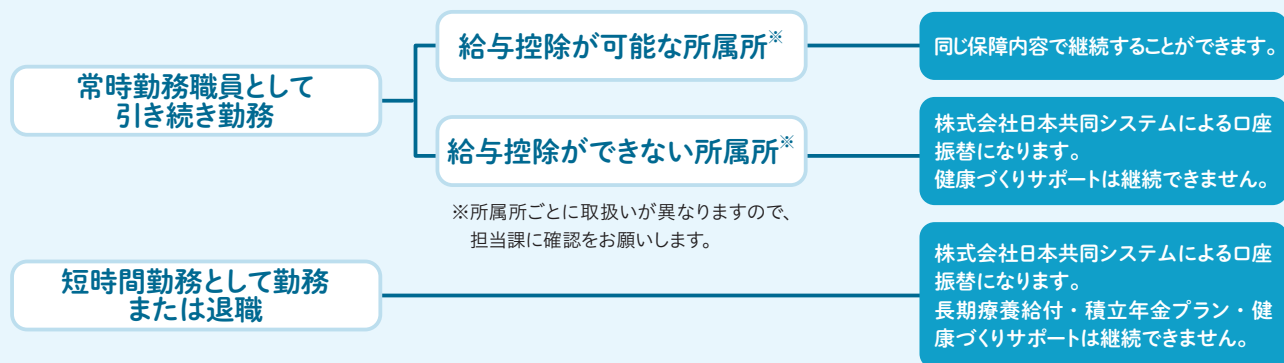 給与控除が可能な所属所※
同じ保障内容で継続することができます。
常時勤務職員として
引き続き勤務
給与控除ができない所属所※
株式会社日本共同システムによる口座
振替になります。
健康づくりサポートは継続できません。
※所属所ごとに取扱いが異なりますので、
担当課に確認をお願いします。
短時間勤務として勤務
または退職
株式会社日本共同システムによる口座
振替になります。
長期療養給付・積立年金プラン・健
康づくりサポートは継続できません。